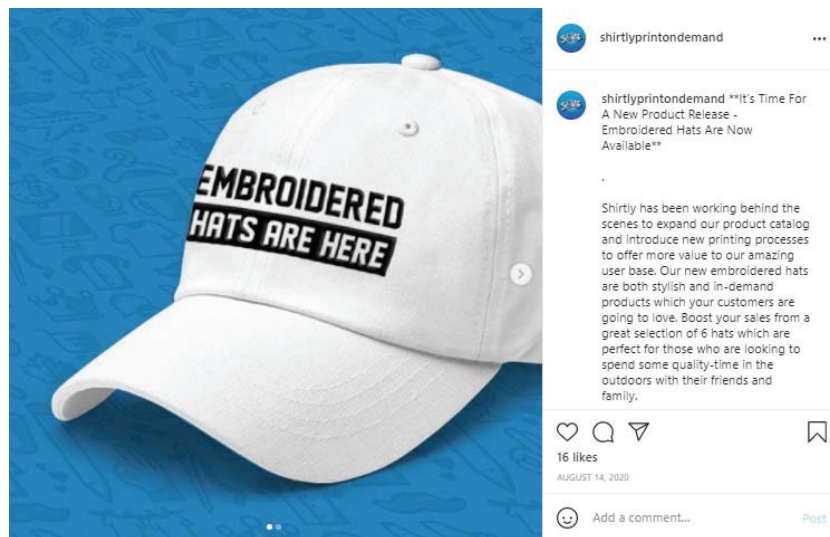 EMBROIDERED
HATS ARE HERE
shirtlyprintondemand
shirtlyprintondemand **It's Time For
A New Product Release -
Embroidered Hats Are Now
Available**
.
Shirtly has been working behind the
scenes to expand our product catalog
and introduce new printing processes
to offer more value to our amazing
user base. Our new embroidered hats
are both stylish and in-demand
products which your customers are
going to love. Boost your sales from a
great selection of 6 hats which are
perfect for those who are looking to
spend some quality-time in the
outdoors with their friends and
family.
16 likes
AUGUST 14, 2020
Add a comment...
Post